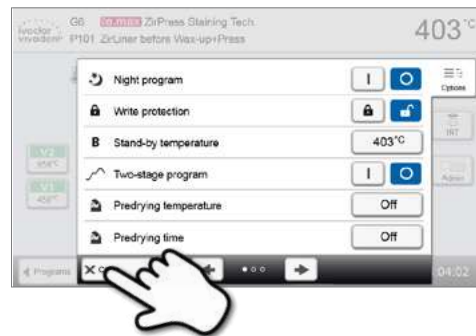 ivoclar vivadent
G6 e.max ZirPress Staining Tech.
P101 ZirLiner before Wax-up+Press
403°C
Night program I O
Write protection
B Stand-by temperature 403°C
Two-stage program I O
Predrying temperature Off
Predrying time Off
Options
IRT
Admin
V2
V1
Programs
04:02